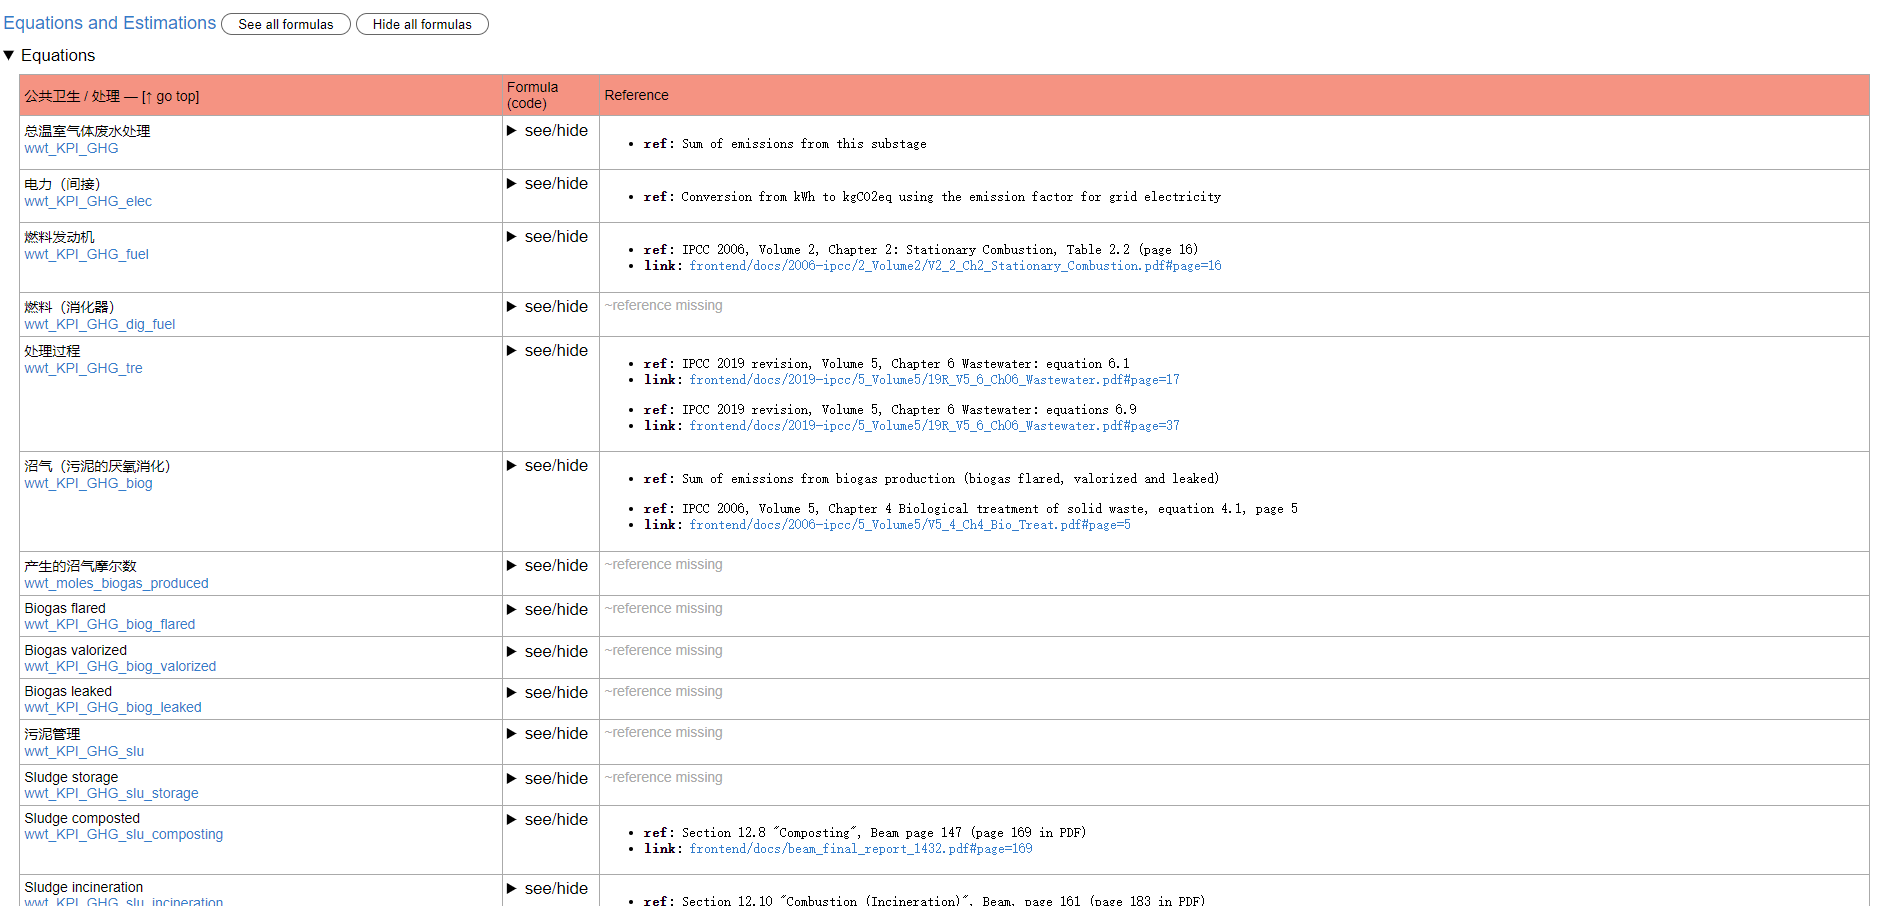 Equations and Estimations See all formulas Hide all formulas
▼ Equations
公共卫生 / 处理 — [↑ go top]
Formula
(code)
Reference
总温室气体废水处理
wwt_KPI_GHG
▶ see/hide
• ref: Sum of emissions from this substage
电力（间接）
wwt_KPI_GHG_elec
▶ see/hide
• ref: Conversion from kWh to kgCO2eq using the emission factor for grid electricity
燃料发动机
wwt_KPI_GHG_fuel
▶ see/hide
• ref: IPCC 2006, Volume 2, Chapter 2: Stationary Combustion, Table 2.2 (page 16)
• link: frontend/docs/2006-ipcc/2_Volume2/V2_2_Ch2_Stationary_Combustion.pdf#page=16
燃料（消化器）
wwt_KPI_GHG_dig_fuel
▶ see/hide
~reference missing
处理过程
wwt_KPI_GHG_tre
▶ see/hide
• ref: IPCC 2019 revision, Volume 5, Chapter 6 Wastewater: equation 6.1
• link: frontend/docs/2019-ipcc/5_Volume5/19R_V5_6_Ch06_Wastewater.pdf#page=17
• ref: IPCC 2019 revision, Volume 5, Chapter 6 Wastewater: equations 6.9
• link: frontend/docs/2019-ipcc/5_Volume5/19R_V5_6_Ch06_Wastewater.pdf#page=37
沼气（污泥的厌氧消化）
wwt_KPI_GHG_biog
▶ see/hide
• ref: Sum of emissions from biogas production (biogas flared, valorized and leaked)
• ref: IPCC 2006, Volume 5, Chapter 4 Biological treatment of solid waste, equation 4.1, page 5
• link: frontend/docs/2006-ipcc/5_Volume5/V5_4_Ch4_Bio_Treat.pdf#page=5
产生的沼气摩尔数
wwt_moles_biogas_produced
▶ see/hide
~reference missing
Biogas flared
wwt_KPI_GHG_biog_flared
▶ see/hide
~reference missing
Biogas valorized
wwt_KPI_GHG_biog_valorized
▶ see/hide
~reference missing
Biogas leaked
wwt_KPI_GHG_biog_leaked
▶ see/hide
~reference missing
污泥管理
wwt_KPI_GHG_slu
▶ see/hide
~reference missing
Sludge storage
wwt_KPI_GHG_slu_storage
▶ see/hide
~reference missing
Sludge composted
wwt_KPI_GHG_slu_composting
▶ see/hide
• ref: Section 12.8 "Composting", Beam page 147 (page 169 in PDF)
• link: frontend/docs/beam_final_report_1432.pdf#page=169
Sludge incineration
wwt_KPI_GHG_slu_incineration
▶ see/hide
• ref: Section 12.10 "Combustion (Incineration)", Beam, page 161 (page 183 in PDF)